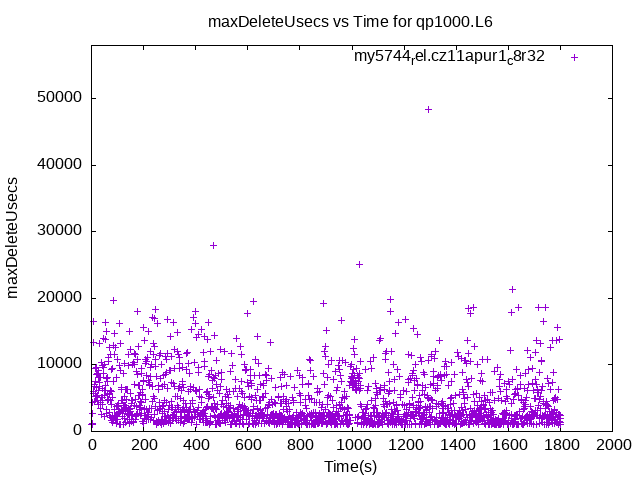 maxDeleteUsecs vs Time for qp1000.L6
my5744rel.cz11apur1c8r32
50000
40000
30000
20000
10000
0
maxDeleteUsecs
0 200 400 600 800 1000 1200 1400 1600 1800 2000
Time(s)